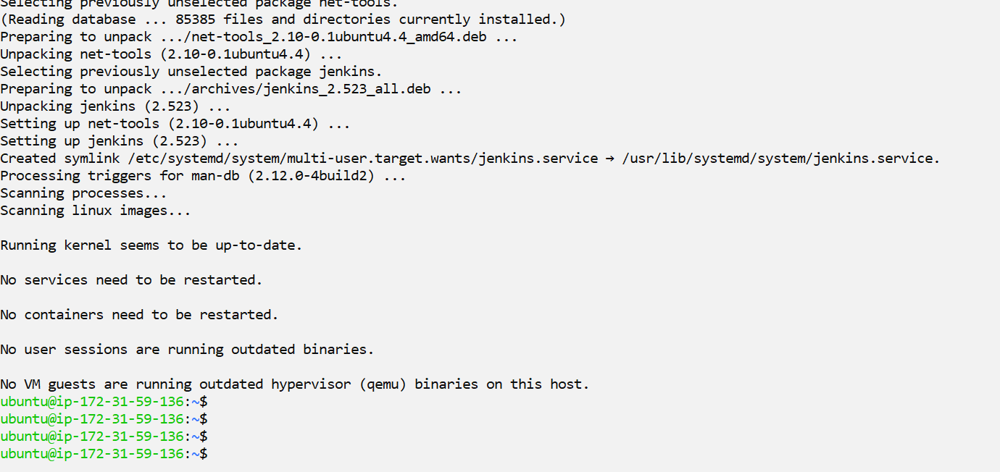 Selecting previously unselected package net-tools.
(Reading database ... 85385 files and directories currently installed.)
Preparing to unpack .../net-tools_2.10-0.1ubuntu4.4_amd64.deb ...
Unpacking net-tools (2.10-0.1ubuntu4.4) ...
Selecting previously unselected package jenkins.
Preparing to unpack .../archives/jenkins_2.523_all.deb ...
Unpacking jenkins (2.523) ...
Setting up net-tools (2.10-0.1ubuntu4.4) ...
Setting up jenkins (2.523) ...
Created symlink /etc/systemd/system/multi-user.target.wants/jenkins.service → /usr/lib/systemd/system/jenkins.service.
Processing triggers for man-db (2.12.0-4build2) ...
Scanning processes...
Scanning linux images...
Running kernel seems to be up-to-date.
No services need to be restarted.
No containers need to be restarted.
No user sessions are running outdated binaries.
No VM guests are running outdated hypervisor (qemu) binaries on this host.
ubuntu@ip-172-31-59-136:~$
ubuntu@ip-172-31-59-136:~$
ubuntu@ip-172-31-59-136:~$
ubuntu@ip-172-31-59-136:~$